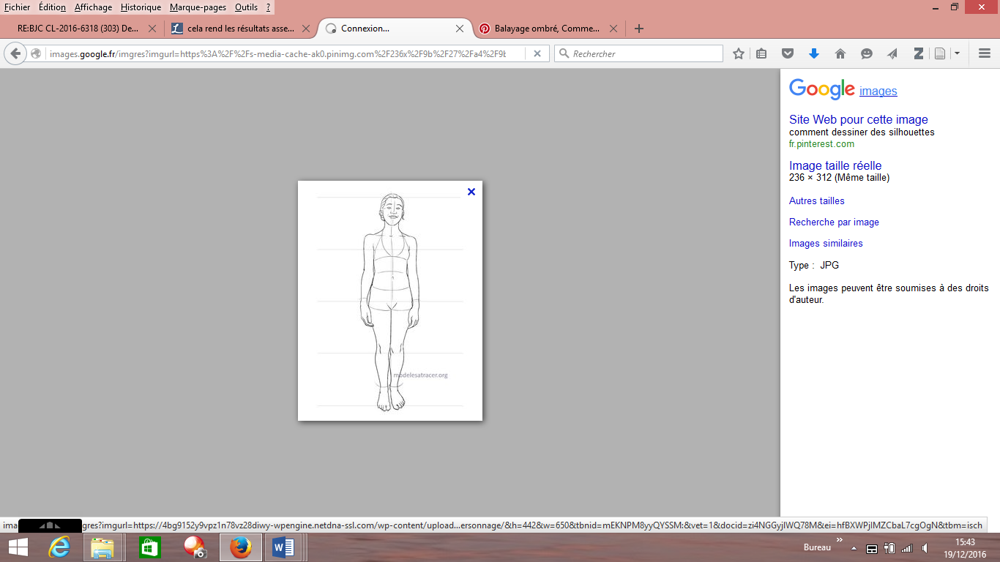 Fichier Édition Affichage Historique Marque-pages Outils ?
RE:BJC CL-2016-6318 (303) De...
cela rend les résultats asse...
Connexion...
Balayage ombré, Comme...
images.google.fr/imgres?imgurl=https%3A%2F%2Fs-media-cache-ak0.pinimg.com%2F236x%2F9b%2F27%2Fa4%2F9b
Rechercher
Google images
Site Web pour cette image
comment dessiner des silhouettes
fr.pinterest.com
Image taille réelle
236 × 312 (Même taille)
Autres tailles
Recherche par image
Images similaires
Type : JPG
Les images peuvent être soumises à des droits
d'auteur.
modelesatracer.org
gres?imgurl=https://4bg9152y9vpz1n78vz28diwy-wpengine.netdna-ssl.com/wp-content/upload...ersonnage/&h=442&w=650&tbnid=mEKNPM8yyQYSSM:&vet=1&docid=zi4NGGyjIWQ78M&ei=hfBXWPjIMZCbaL7cgOgN&tbm=isch
Bureau
15:43
19/12/2016